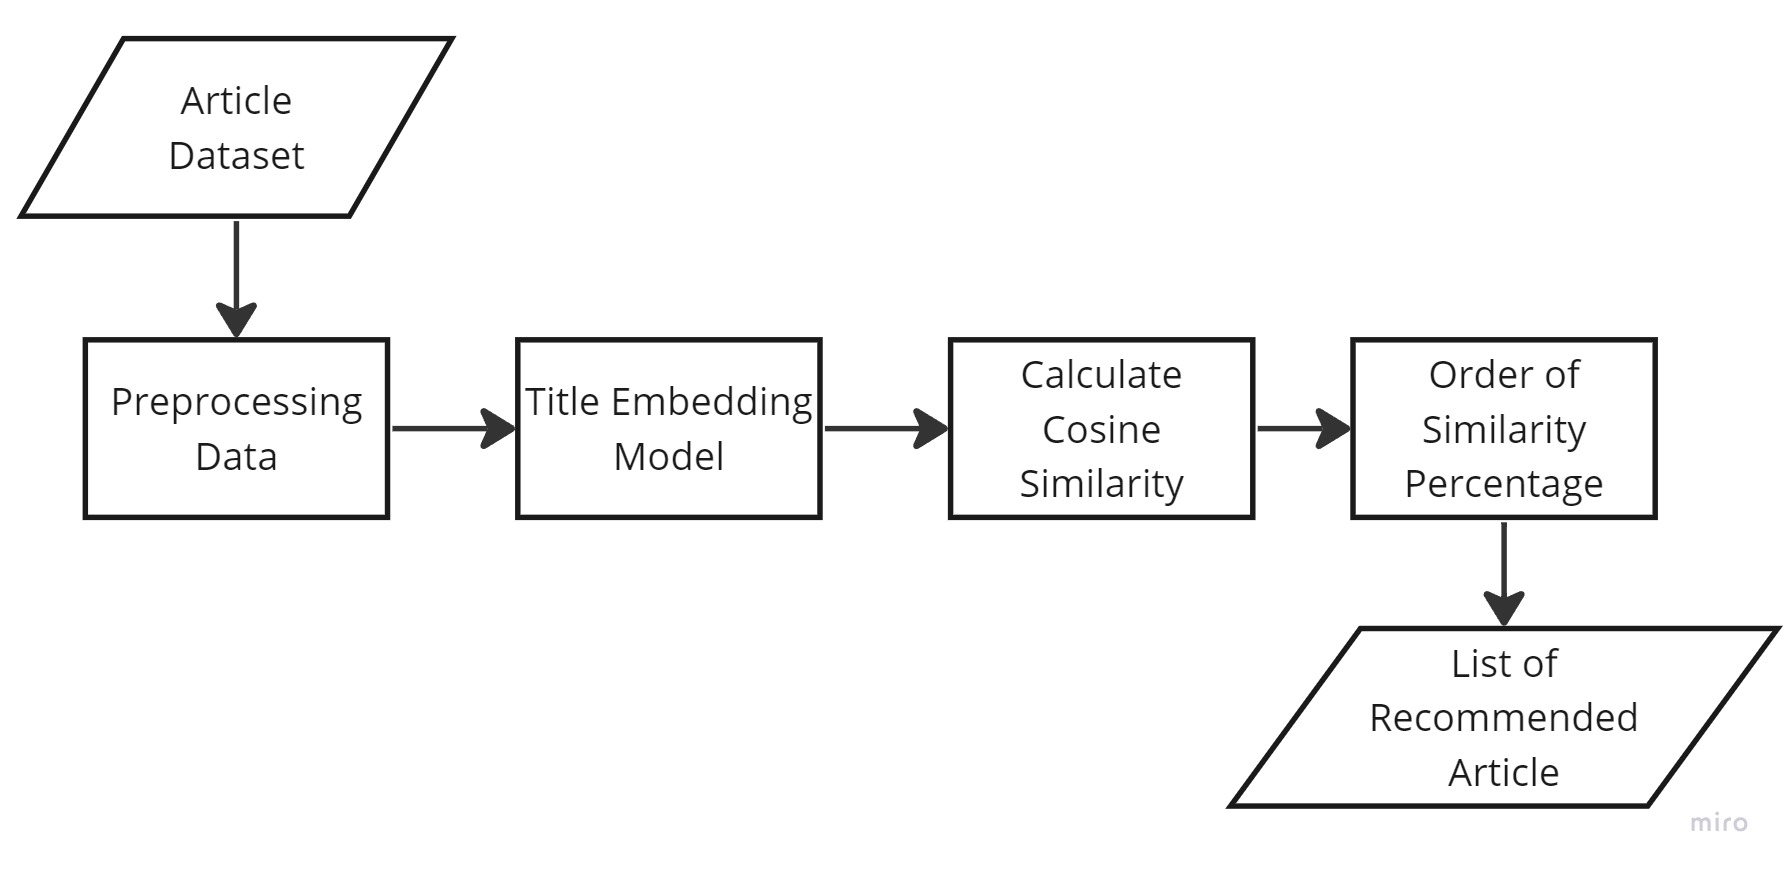 Article
Dataset
Preprocessing
Data
Title Embedding
Model
Calculate
Cosine
Similarity
Order of
Similarity
Percentage
List of
Recommended
Article
miro